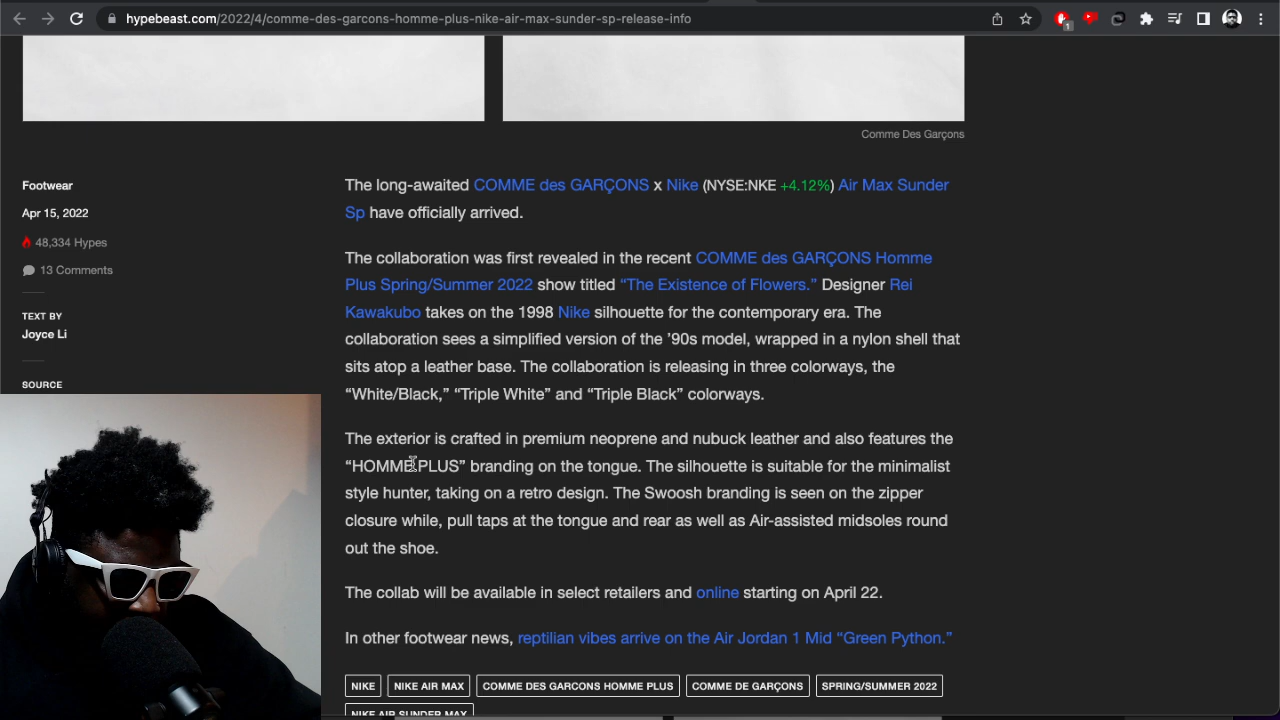 hypebeast.com/2022/4/comme-des-garcons-homme-plus-nike-air-max-sunder-sp-release-info
1
Comme Des Garçons
Footwear
Apr 15, 2022
48,334 Hypes
13 Comments
TEXT BY
Joyce Li
SOURCE
The long-awaited COMME des GARÇONS x Nike (NYSE:NKE +4.12%) Air Max Sunder
Sp have officially arrived.
The collaboration was first revealed in the recent COMME des GARÇONS Homme
Plus Spring/Summer 2022 show titled “The Existence of Flowers.” Designer Rei
Kawakubo takes on the 1998 Nike silhouette for the contemporary era. The
collaboration sees a simplified version of the ’90s model, wrapped in a nylon shell that
sits atop a leather base. The collaboration is releasing in three colorways, the
“White/Black,” “Triple White” and “Triple Black” colorways.
The exterior is crafted in premium neoprene and nubuck leather and also features the
“HOMME PLUS” branding on the tongue. The silhouette is suitable for the minimalist
style hunter, taking on a retro design. The Swoosh branding is seen on the zipper
closure while, pull taps at the tongue and rear as well as Air-assisted midsoles round
out the shoe.
The collab will be available in select retailers and online starting on April 22.
In other footwear news, reptilian vibes arrive on the Air Jordan 1 Mid “Green Python.”
NIKE NIKE AIR MAX COMME DES GARCONS HOMME PLUS COMME DE GARÇONS SPRING/SUMMER 2022
NIKE AIR SUNDER MAX